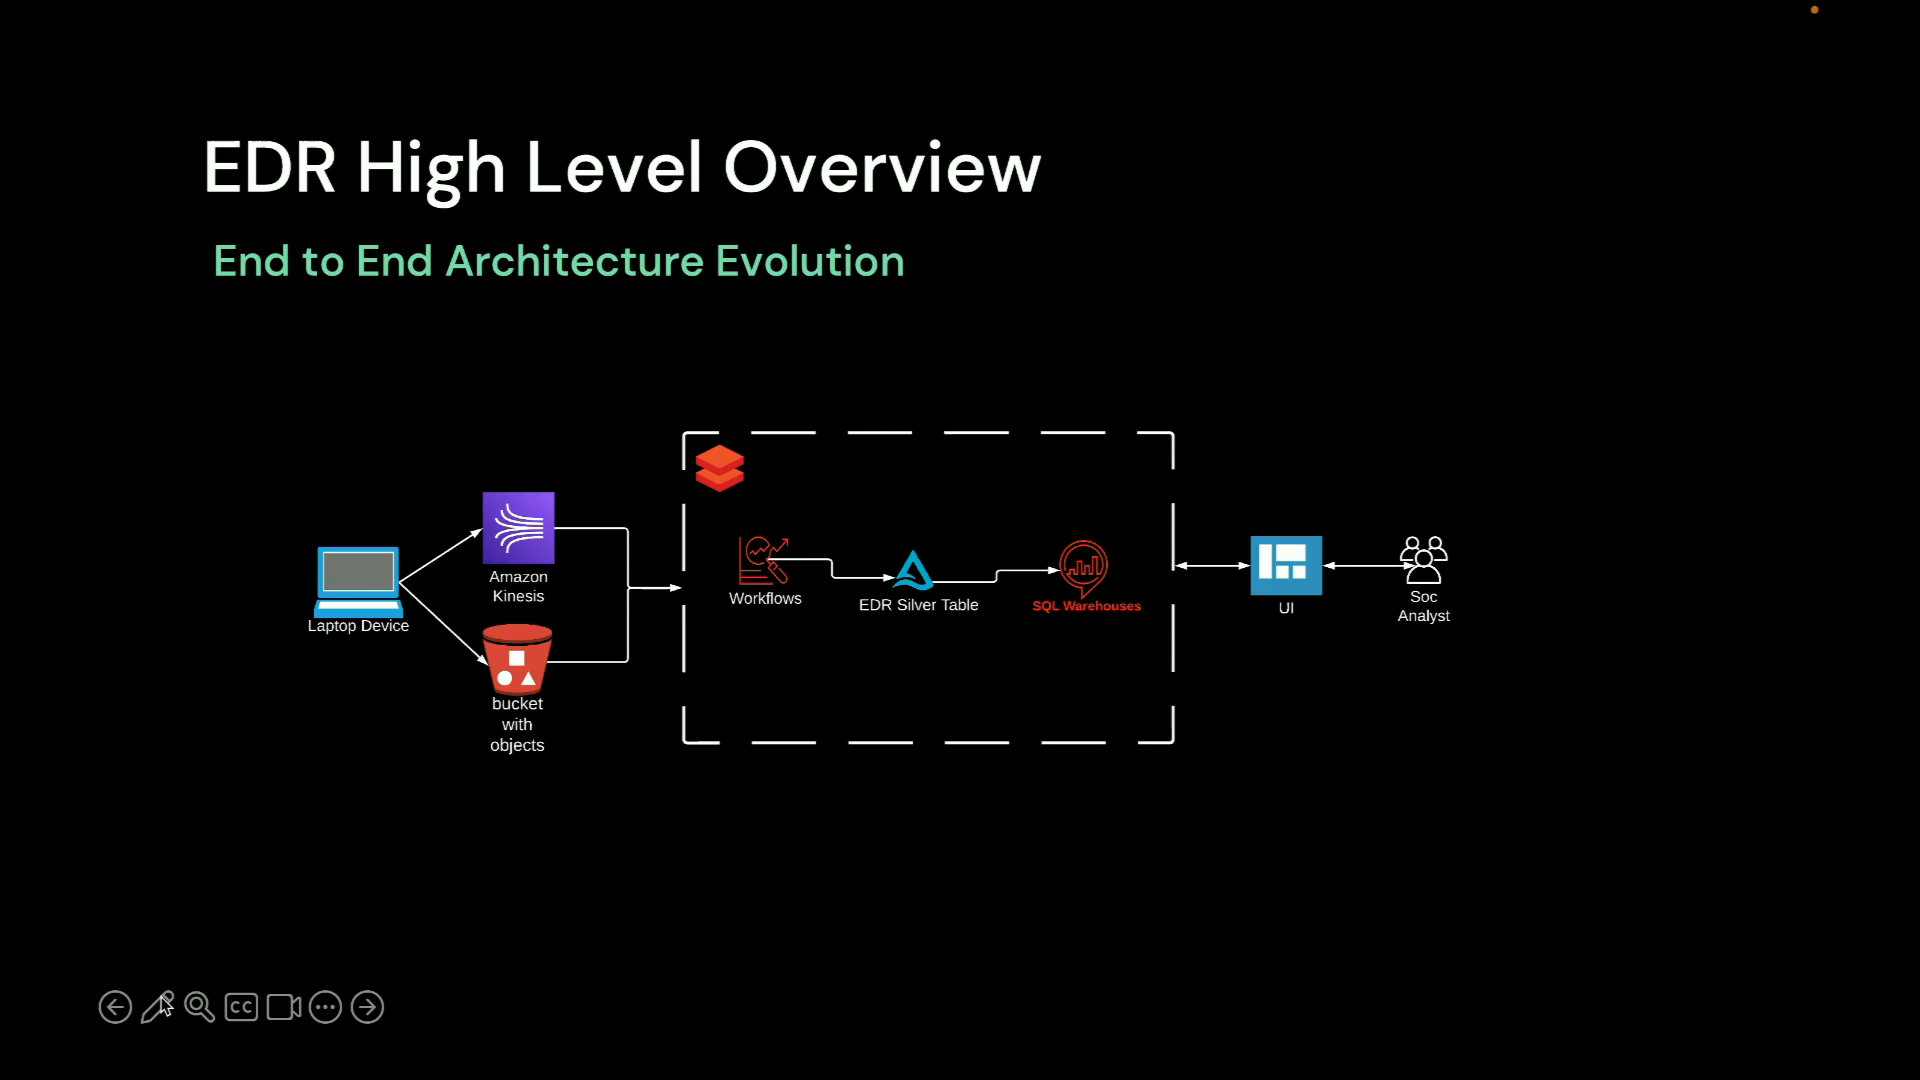 EDR High Level Overview
End to End Architecture Evolution
Amazon
Kinesis
Laptop Device
bucket
with
objects
Workflows
EDR Silver Table
SQL Warehouses
UI
Soc
Analyst
CC